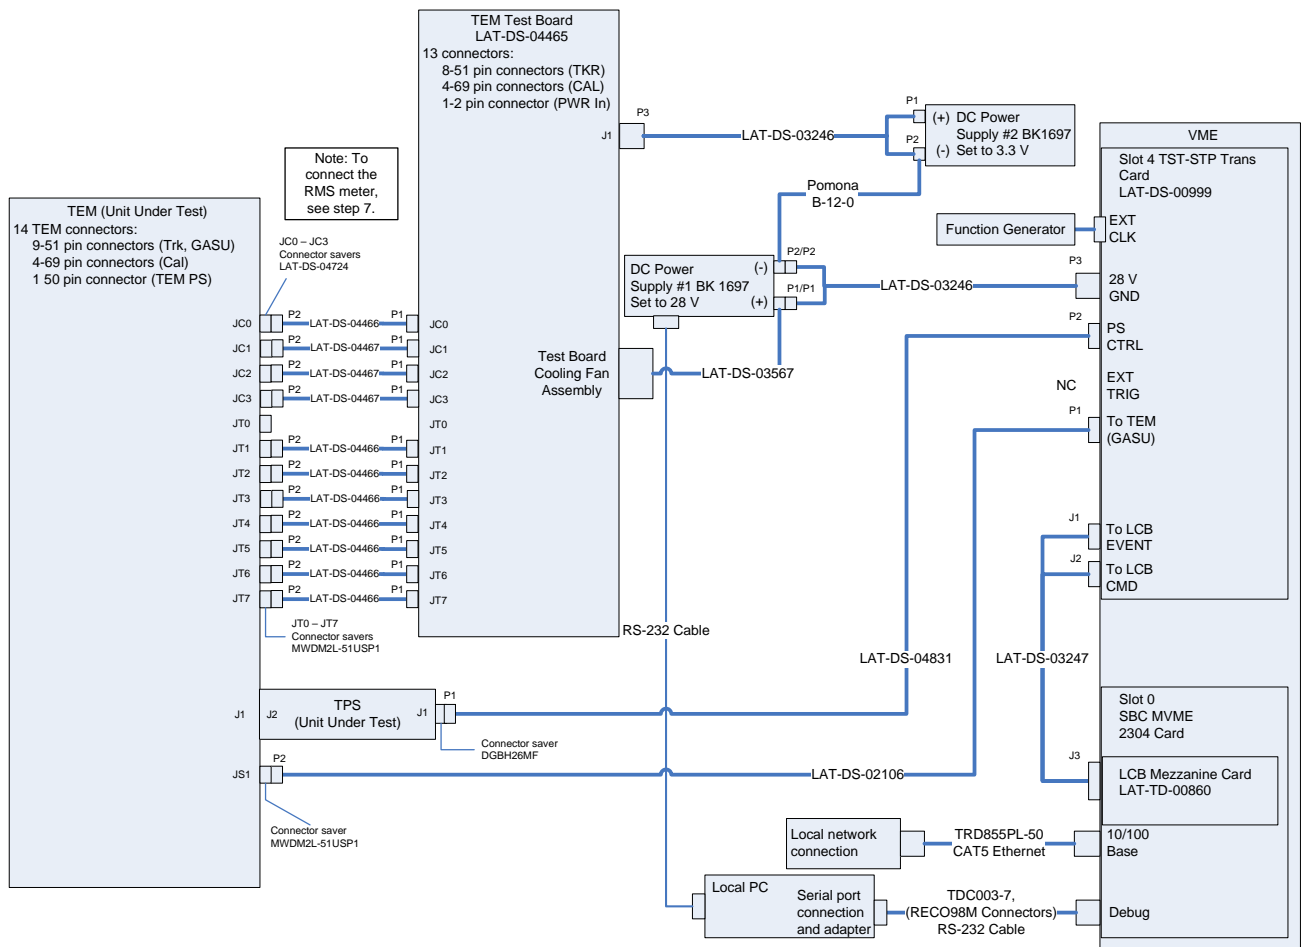 TEM Test Board
LAT-DS-04465
13 connectors:
8-51 pin connectors (TKR)
4-69 pin connectors (CAL)
1-2 pin connector (PWR In)
J1
P3
LAT-DS-03246
P1
P2
(+) DC Power
Supply #2 BK1697
(-) Set to 3.3 V
Pomona
B-12-0
Note: To
connect the
RMS meter,
see step 7.
TEM (Unit Under Test)
14 TEM connectors:
9-51 pin connectors (Trk, GASU)
4-69 pin connectors (Cal)
1 50 pin connector (TEM PS)
JC0 – JC3
Connector savers
LAT-DS-04724
JC0 P2 LAT-DS-04466 P1 JC0
JC1 P2 LAT-DS-04467 P1 JC1
JC2 P2 LAT-DS-04467 P1 JC2
JC3 P2 LAT-DS-04467 P1 JC3
JT0 JT0
JT1 P2 LAT-DS-04466 P1 JT1
JT2 P2 LAT-DS-04466 P1 JT2
JT3 P2 LAT-DS-04466 P1 JT3
JT4 P2 LAT-DS-04466 P1 JT4
JT5 P2 LAT-DS-04466 P1 JT5
JT6 P2 LAT-DS-04466 P1 JT6
JT7 P2 LAT-DS-04466 P1 JT7
JT0 – JT7
Connector savers
MWDM2L-51USP1
DC Power (-)
Supply #1 BK 1697
Set to 28 V (+)
P2/P2
P1/P1
LAT-DS-03246
Test Board
Cooling Fan
Assembly
LAT-DS-03567
RS-232 Cable
J1
J2
TPS
(Unit Under Test)
J1
P1
Connector saver
DGBH26MF
LAT-DS-04831
JS1
P2
LAT-DS-02106
Connector saver
MWDM2L-51USP1
VME
Slot 4 TST-STP Trans
Card
LAT-DS-00999
Function Generator
EXT
CLK
P3
28 V
GND
P2
PS
CTRL
NC
EXT
TRIG
P1
To TEM
(GASU)
J1
To LCB
EVENT
J2
To LCB
CMD
LAT-DS-03247
Slot 0
SBC MVME
2304 Card
J3
LCB Mezzanine Card
LAT-TD-00860
Local network
connection
TRD855PL-50
CAT5 Ethernet
10/100
Base
Local PC
Serial port
connection
and adapter
TDC003-7,
(RECO98M Connectors)
RS-232 Cable
Debug